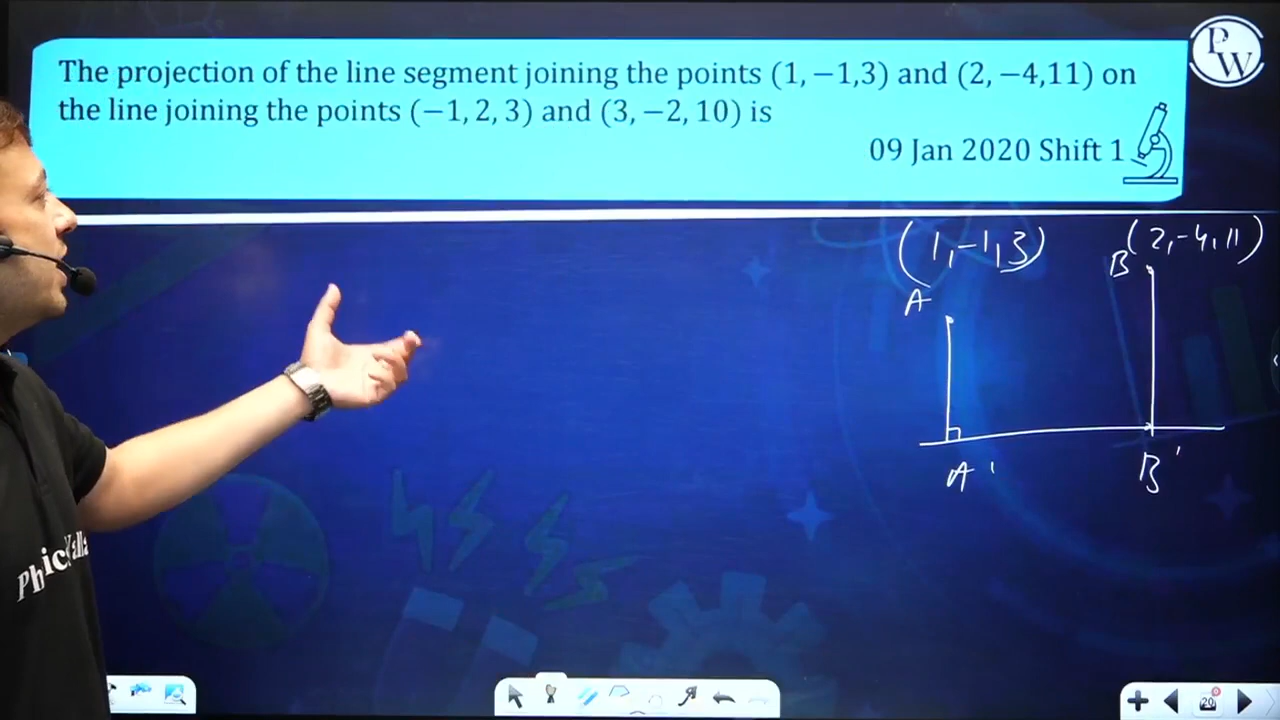 The projection of the line segment joining the points (1, −1,3) and (2, −4,11) on
the line joining the points (−1, 2, 3) and (3, −2, 10) is
09 Jan 2020 Shift 1
PW
(1,-1,3)
(2,-4,11)
A
B
A'
B'
20